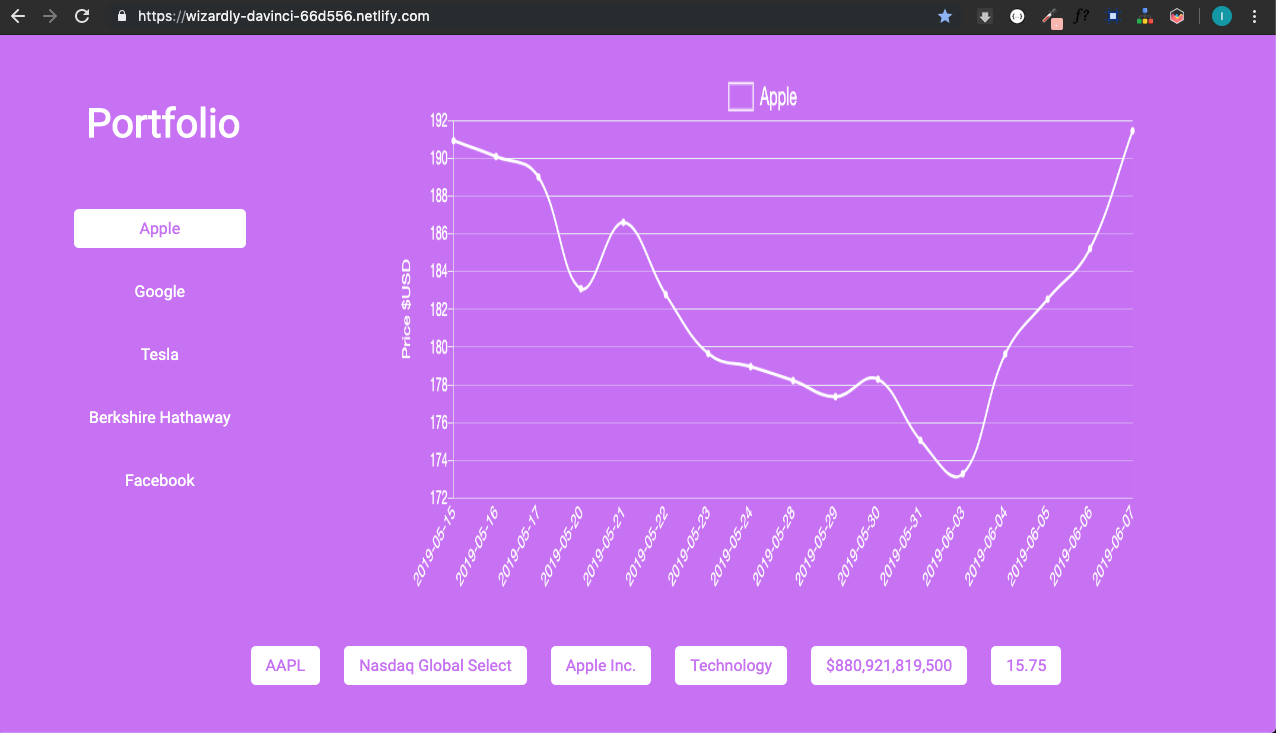 https://wizardly-davinci-66d556.netlify.com
f?
I
Portfolio
Apple
Google
Tesla
Berkshire Hathaway
Facebook
Apple
Price $USD
192
190
188
186
184
182
180
178
176
174
172
2019-05-15
2019-05-16
2019-05-17
2019-05-20
2019-05-21
2019-05-22
2019-05-23
2019-05-24
2019-05-28
2019-05-29
2019-05-30
2019-05-31
2019-06-03
2019-06-04
2019-06-05
2019-06-06
2019-06-07
AAPL Nasdaq Global Select Apple Inc. Technology $880,921,819,500 15.75